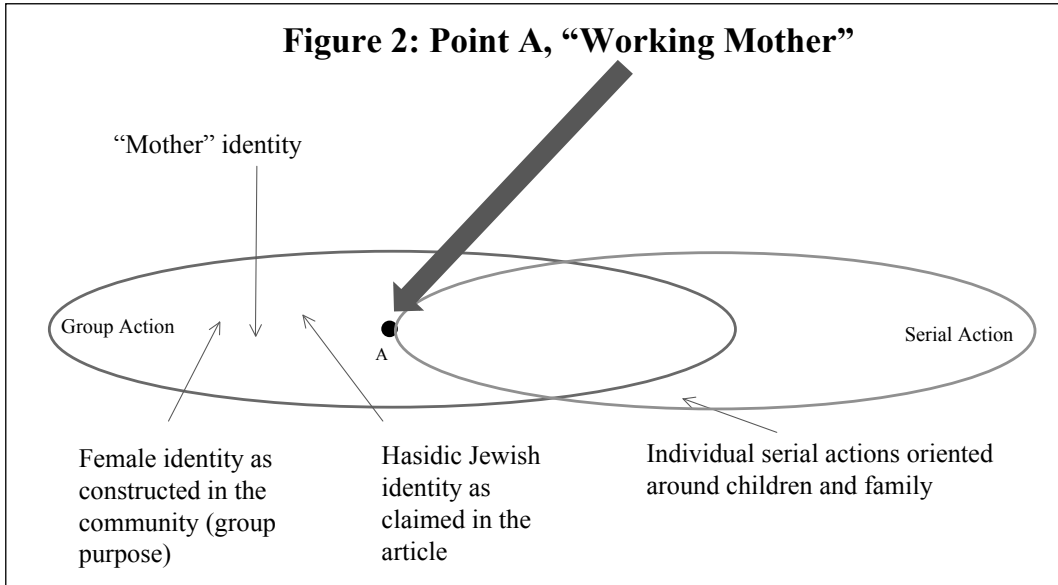 Figure 2: Point A, “Working Mother”
“Mother” identity
Group Action
A
Serial Action
Female identity as
constructed in the
community (group
purpose)
Hasidic Jewish
identity as
claimed in the
article
Individual serial actions oriented
around children and family